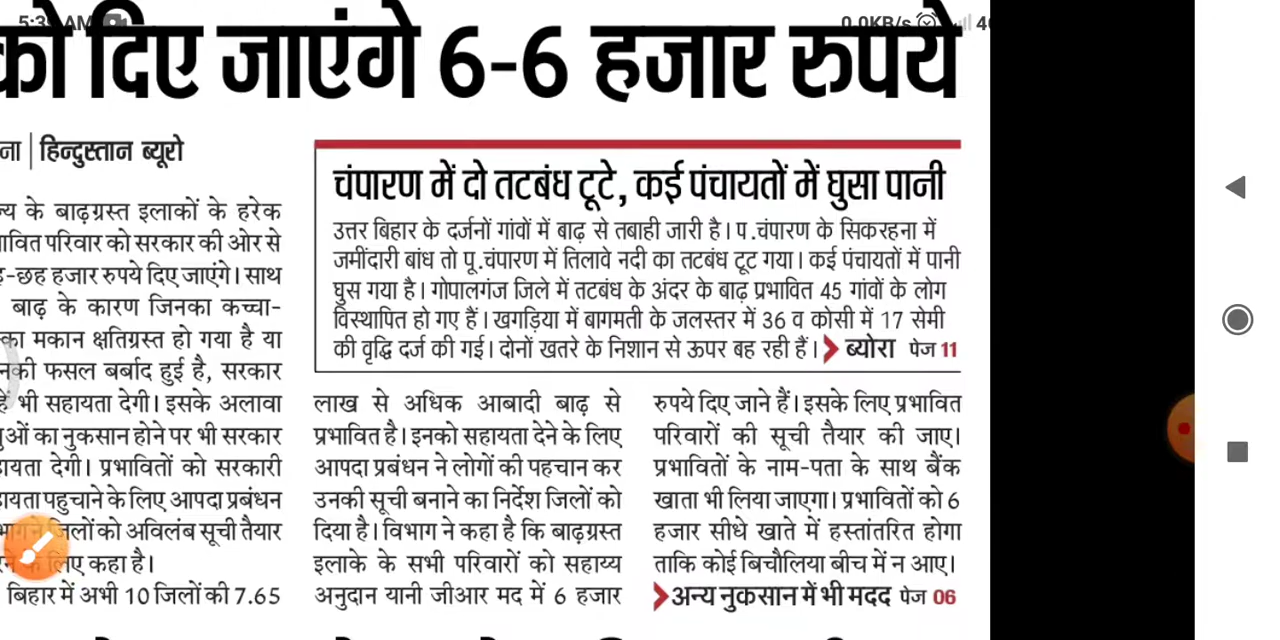 5:3 AM
0.0KB/s 4
को दिए जाएंगे 6-6 हजार रुपये
हिन्दुस्तान ब्यूरो
चंपारण में दो तटबंध टूटे, कई पंचायतों में घुसा पानी
उत्तर बिहार के दर्जनों गांवों में बाढ़ से तबाही जारी है। प.चंपारण के सिकरहना में
जमींदारी बांध तो पू.चंपारण में तिलावे नदी का तटबंध टूट गया। कई पंचायतों में पानी
घुस गया है। गोपालगंज जिले में तटबंध के अंदर के बाढ़ प्रभावित 45 गांवों के लोग
विस्थापित हो गए हैं। खगड़िया में बागमती के जलस्तर में 36 व कोसी में 17 सेमी
की वृद्धि दर्ज की गई। दोनों खतरे के निशान से ऊपर बह रही हैं। ब्योरा पेज 11
के बाढ़ग्रस्त इलाकों के हरेक
परिवार को सरकार की ओर से
छह हजार रुपये दिए जाएंगे। साथ
बाढ़ के कारण जिनका कच्चा-
मकान क्षतिग्रस्त हो गया है या
फसल बर्बाद हुई है, सरकार
भी सहायता देगी। इसके अलावा
का नुकसान होने पर भी सरकार
देगी। प्रभावितों को सरकारी
पहुचाने के लिए आपदा प्रबंधन
जिलों को अविलंब सूची तैयार
लिए कहा है।
बिहार में अभी 10 जिलों की 7.65
लाख से अधिक आबादी बाढ़ से
प्रभावित है। इनको सहायता देने के लिए
आपदा प्रबंधन ने लोगों की पहचान कर
उनकी सूची बनाने का निर्देश जिलों को
दिया है। विभाग ने कहा है कि बाढ़ग्रस्त
इलाके के सभी परिवारों को सहाय्य
अनुदान यानी जीआर मद में 6 हजार
रुपये दिए जाने हैं। इसके लिए प्रभावित
परिवारों की सूची तैयार की जाए।
प्रभावितों के नाम-पता के साथ बैंक
खाता भी लिया जाएगा। प्रभावितों को 6
हजार सीधे खाते में हस्तांतरित होगा
ताकि कोई बिचौलिया बीच में न आए।
अन्य नुकसान में भी मदद पेज 06